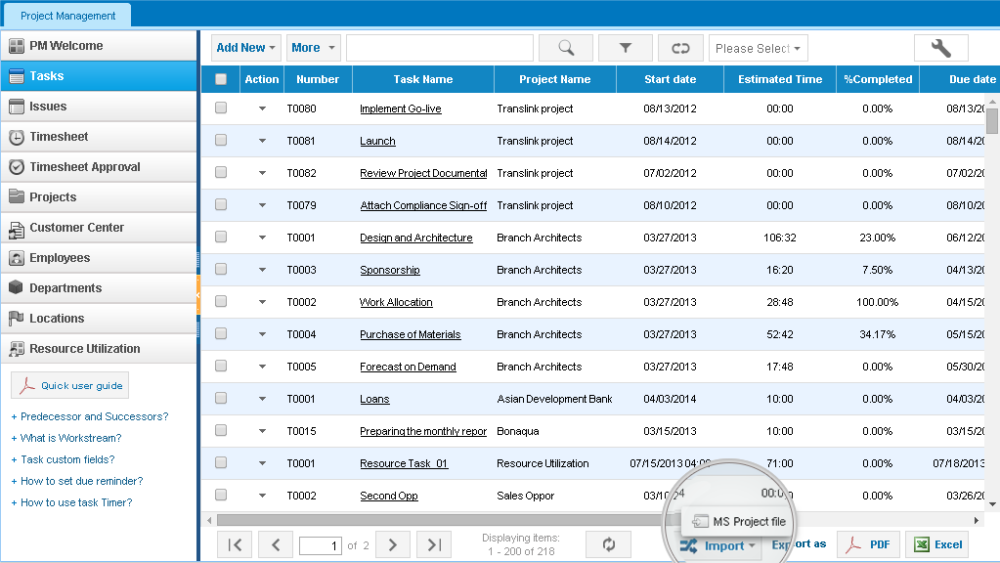 Project Management
PM Welcome
Tasks
Issues
Timesheet
Timesheet Approval
Projects
Customer Center
Employees
Departments
Locations
Resource Utilization
Quick user guide
+ Predecessor and Successors?
+ What is Workstream?
+ Task custom fields?
+ How to set due reminder?
+ How to use task Timer?
Add New More Please Select
Action Number Task Name Project Name Start date Estimated Time %Completed Due date
T0080 Implement Go-live Translink project 08/13/2012 00:00 0.00% 08/13/20
T0081 Launch Translink project 08/14/2012 00:00 0.00% 08/14/20
T0082 Review Project Documentat Translink project 07/02/2012 00:00 0.00% 07/02/20
T0079 Attach Compliance Sign-off Translink project 08/10/2012 00:00 0.00% 08/10/20
T0001 Design and Architecture Branch Architects 03/27/2013 106:32 23.00% 06/12/20
T0003 Sponsorship Branch Architects 03/27/2013 16:20 7.50% 04/13/20
T0002 Work Allocation Branch Architects 03/27/2013 28:48 100.00% 04/15/20
T0004 Purchase of Materials Branch Architects 03/27/2013 52:42 34.17% 05/15/20
T0005 Forecast on Demand Branch Architects 03/27/2013 17:48 0.00% 05/30/20
T0001 Loans Asian Development Bank 04/03/2014 10:00 0.00% 04/03/20
T0015 Preparing the monthly repor Bonaqua 03/15/2013 10:00 0.00% 03/15/20
T0001 Resource Task_01 Resource Utilization 07/15/2013 04:00 71:00 0.00% 07/18/2013
T0002 Second Opp Sales Oppor 03/10 4 00:0 0.00% 03/26/20
MS Project file
1 of 2
Displaying items:
1 - 200 of 218
Import Export as PDF Excel